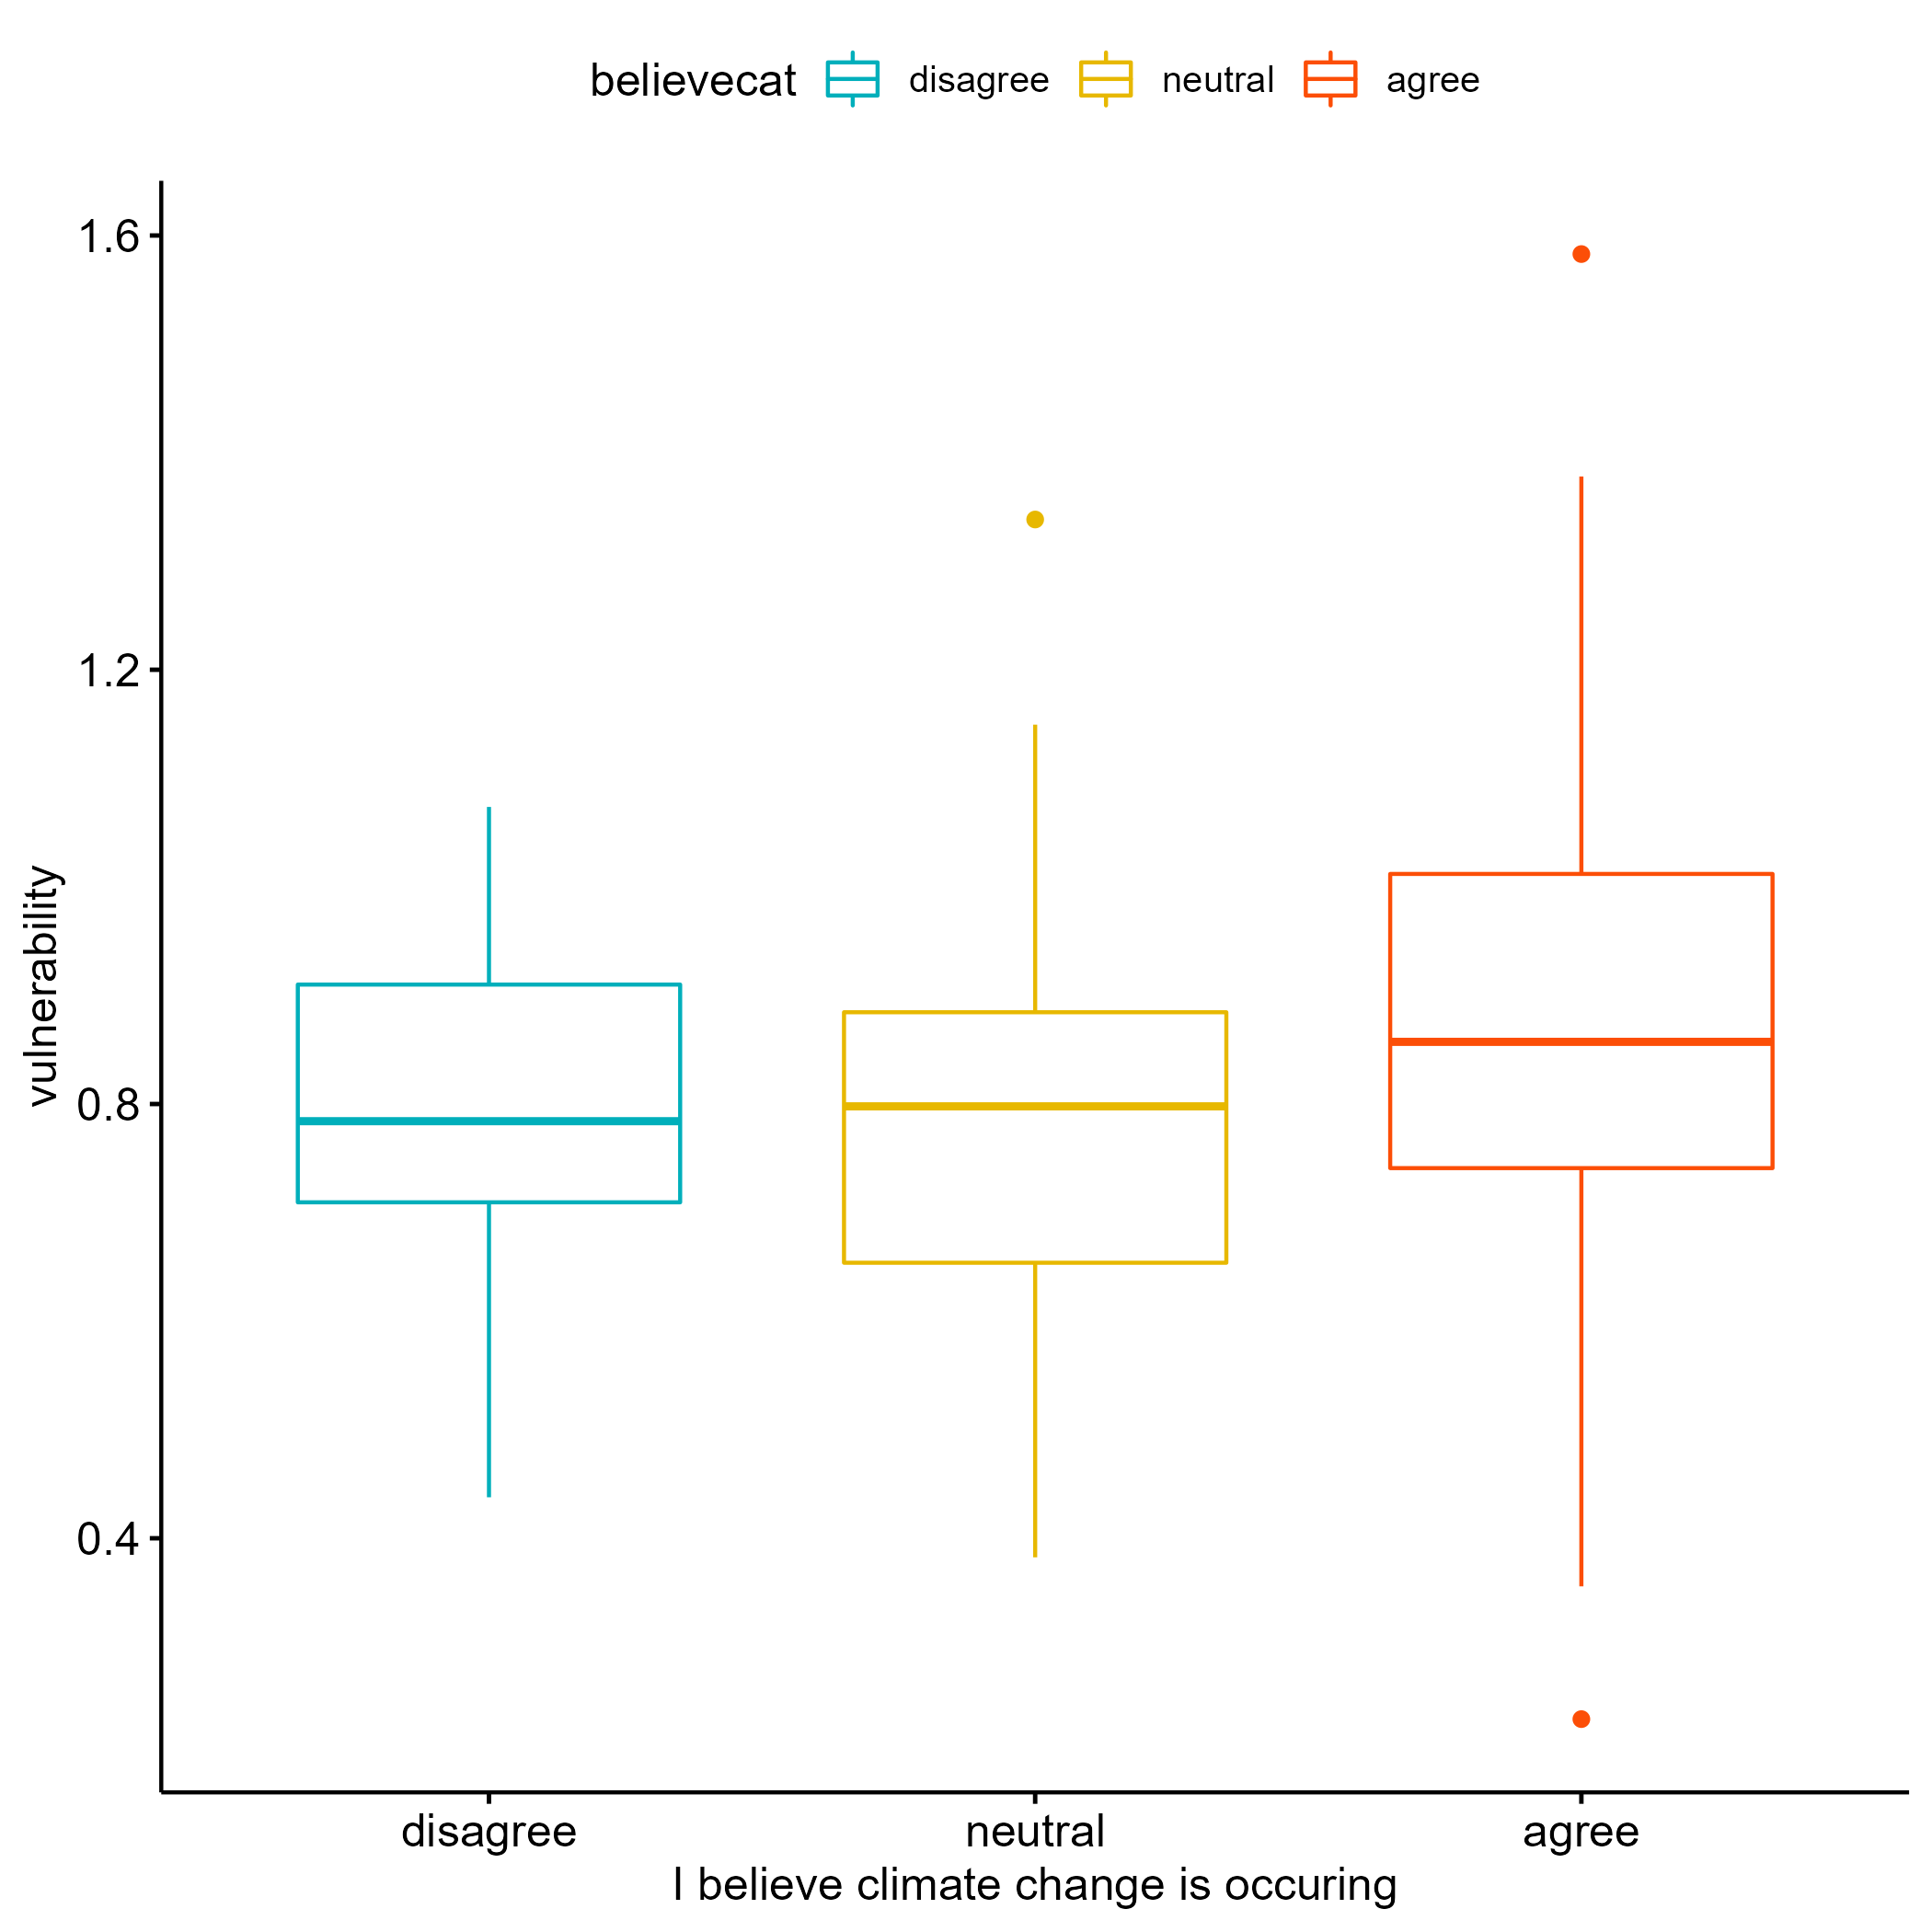 believecat disagree neutral agree
1.6
1.2
0.8
0.4
vulnerability
disagree neutral agree
I believe climate change is occuring